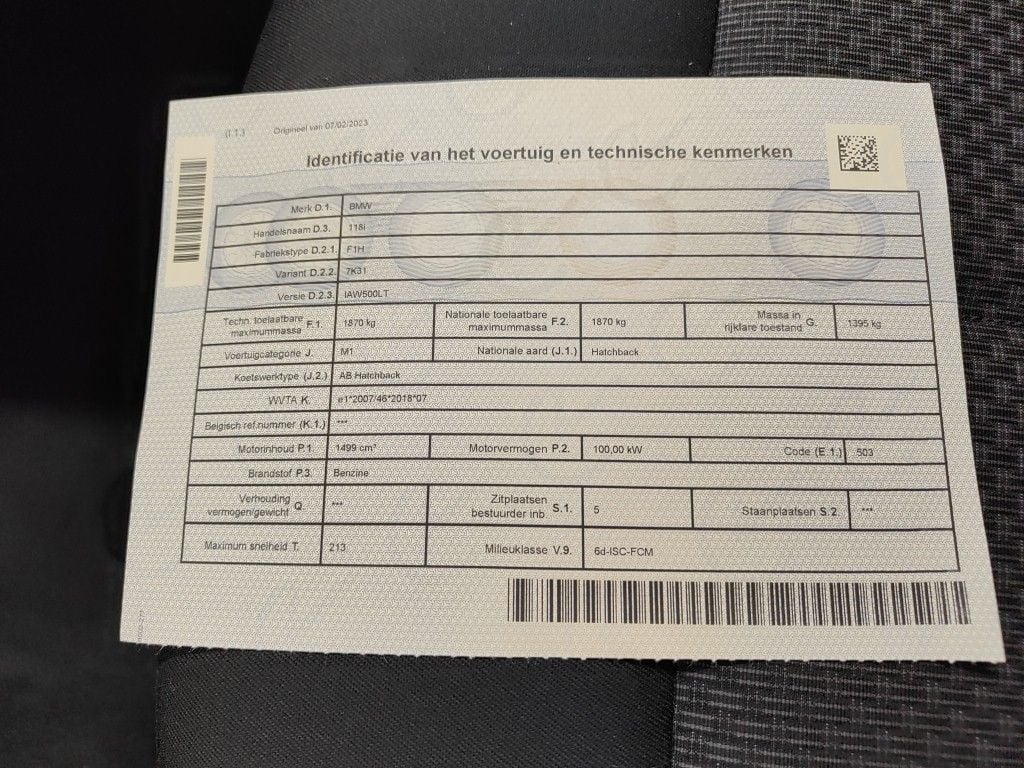 (I.1.) Origineel van 07/02/2023
Identificatie van het voertuig en technische kenmerken
Merk D.1. BMW
Handelsnaam D.3. 118i
Fabriekstype D.2.1. F1H
Variant D.2.2. 7K31
Versie D.2.3. IAW500LT
Techn. toelaatbare maximummassa F.1. 1870 kg Nationale toelaatbare maximummassa F.2. 1870 kg Massa in rijklare toestand G. 1395 kg
Voertuigcategorie J. M1 Nationale aard (J.1.) Hatchback
Koetswerktype (J.2.) AB Hatchback
WVTA K. e1*2007/46*2018*07
Belgisch ref.nummer (K.1.) ***
Motorinhoud P.1. 1499 cm³ Motorvermogen P.2. 100,00 kW Code (E.1.) 503
Brandstof P.3. Benzine
Verhouding vermogen/gewicht Q. *** Zitplaatsen bestuurder inb S.1. 5 Staanplaatsen S.2. ***
Maximum snelheid T. 213 Milieuklasse V.9. 6d-ISC-FCM